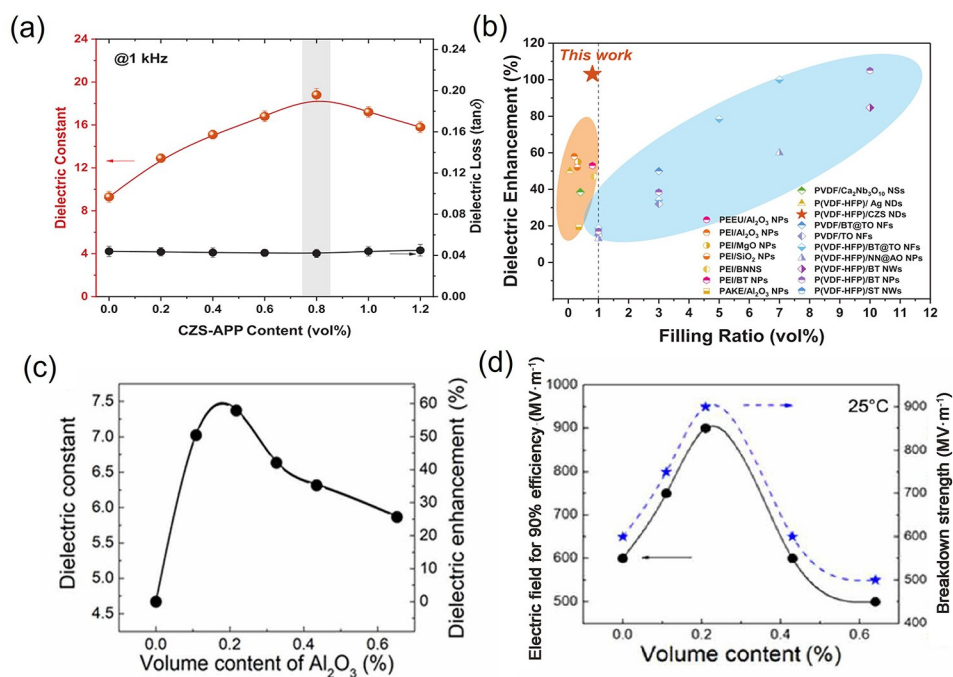 (a)
24
20
16
12
8
4
0
Dielectric Constant
@1 kHz
0.24
0.20
0.16
0.12
0.08
0.04
0.00
Dielectric Loss (tanδ)
0.0 0.2 0.4 0.6 0.8 1.0 1.2
CZS-APP Content (vol%)
(b)
120
100
80
60
40
20
0
Dielectric Enhancement (%)
This work
PEEU/Al₂O₃ NPs
PEI/Al₂O₃ NPs
PEI/MgO NPs
PEI/SiO₂ NPs
PEI/BNNS
PEI/BT NPs
PAKE/Al₂O₃ NPs
PVDF/Ca₂Nb₃O₁₀ NSs
P(VDF-HFP)/ Ag NDs
P(VDF-HFP)/CZS NDs
PVDF/BT@TO NFs
PVDF/TO NFs
P(VDF-HFP)/BT@TO NFs
P(VDF-HFP)/NN@AO NPs
P(VDF-HFP)/BT NWs
P(VDF-HFP)/BT NPs
P(VDF-HFP)/ST NWs
0 1 2 3 4 5 6 7 8 9 10 11 12
Filling Ratio (vol%)
(c)
7.5
7.0
6.5
6.0
5.5
5.0
4.5
Dielectric constant
60
50
40
30
20
10
0
Dielectric enhancement (%)
0.0 0.2 0.4 0.6
Volume content of Al₂O₃ (%)
(d)
1000
900
800
700
600
500
Electric field for 90% efficiency (MV·m⁻¹)
25°C
900
800
700
600
500
400
Breakdown strength (MV·m⁻¹)
0.0 0.2 0.4 0.6
Volume content (%)